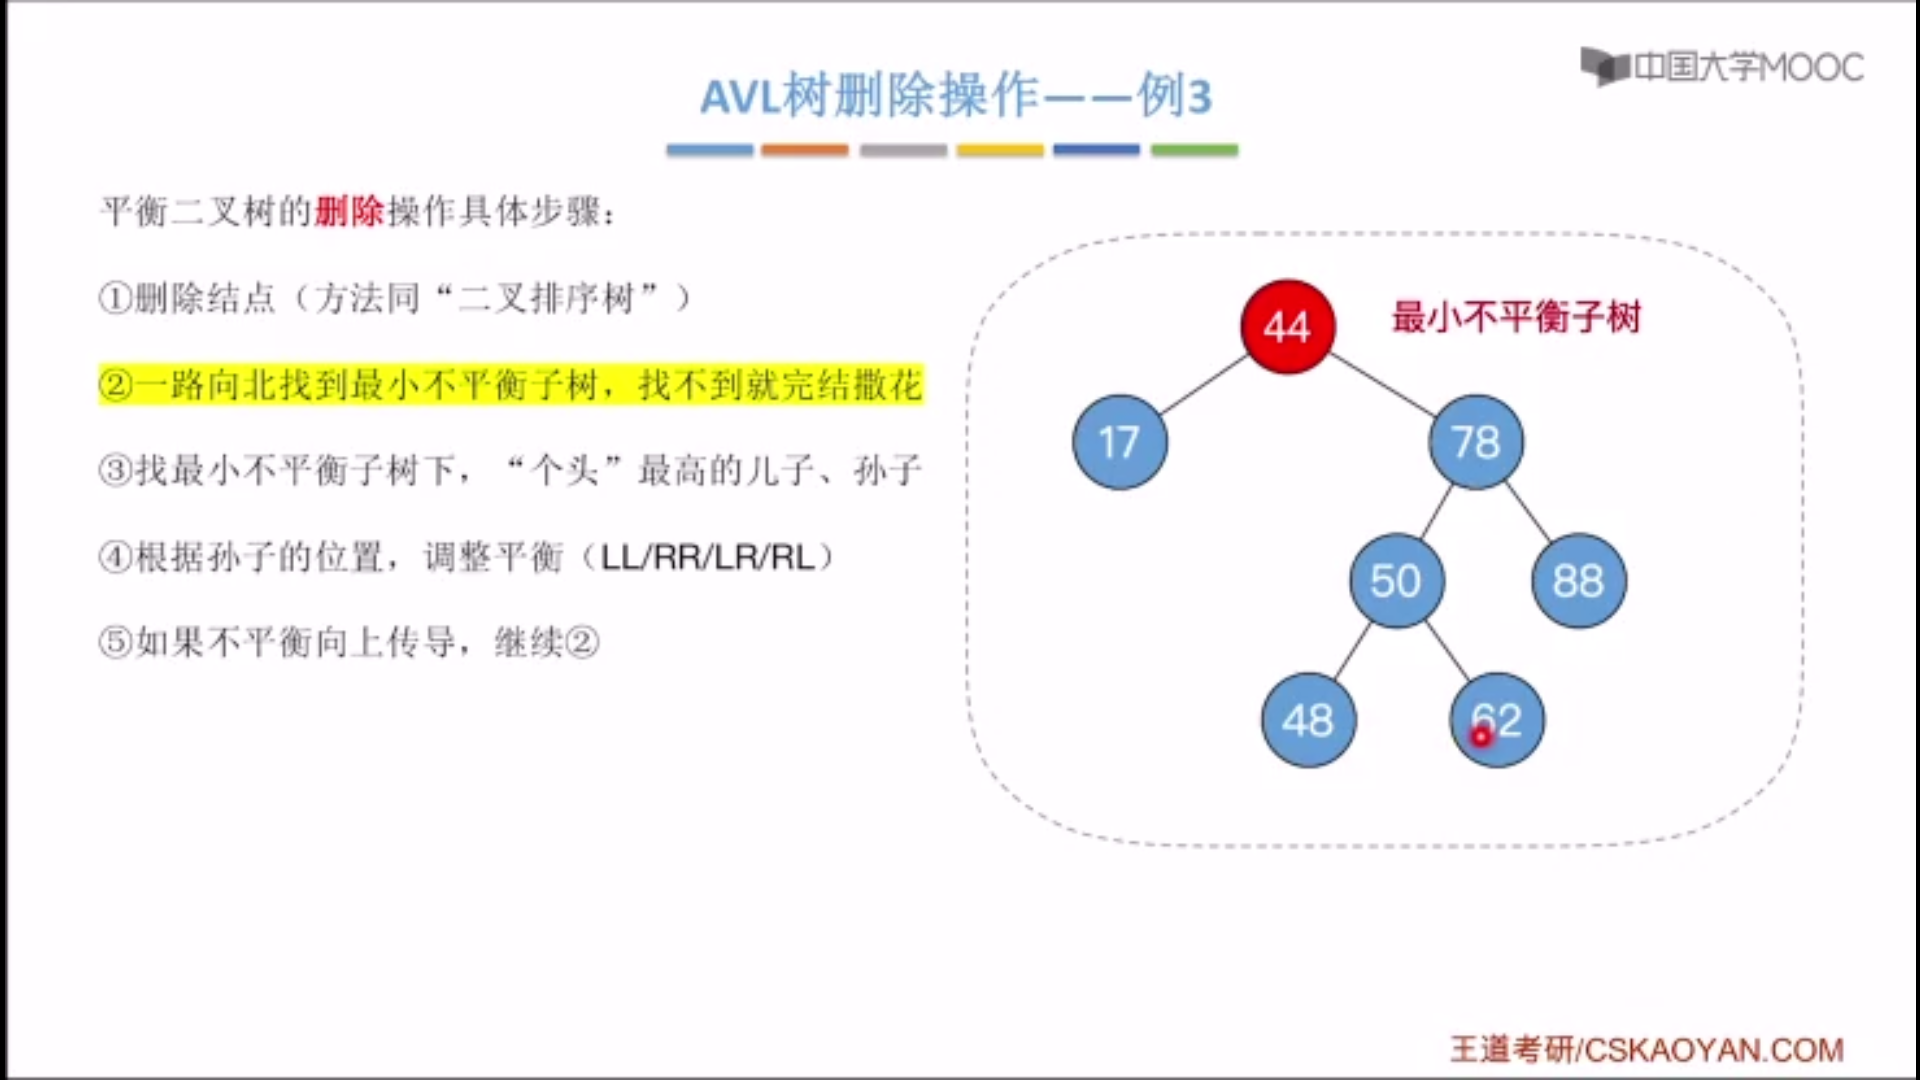 中国大学MOOC
AVL树删除操作——例3
平衡二叉树的删除操作具体步骤：
①删除结点（方法同“二叉排序树”）
②一路向北找到最小不平衡子树，找不到就完结撒花
③找最小不平衡子树下，“个头”最高的儿子、孙子
④根据孙子的位置，调整平衡（LL/RR/LR/RL）
⑤如果不平衡向上传导，继续②
44
最小不平衡子树
17
78
50
88
48
62
王道考研/CSKAOYAN.COM